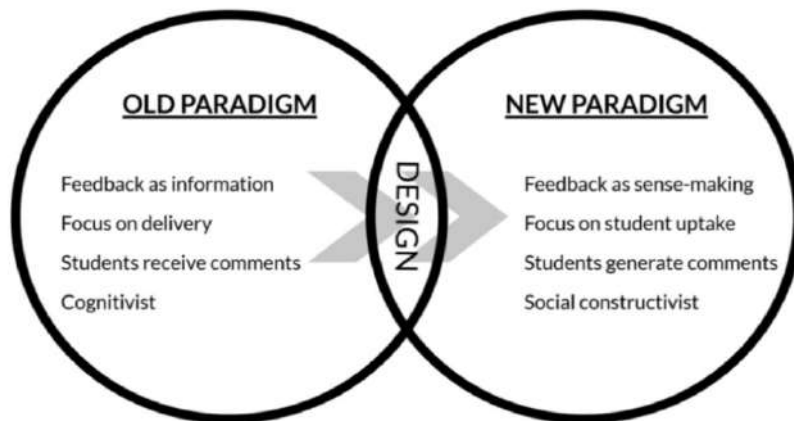 OLD PARADIGM
Feedback as information
Focus on delivery
Students receive comments
Cognitivist
DESIGN
NEW PARADIGM
Feedback as sense-making
Focus on student uptake
Students generate comments
Social constructivist